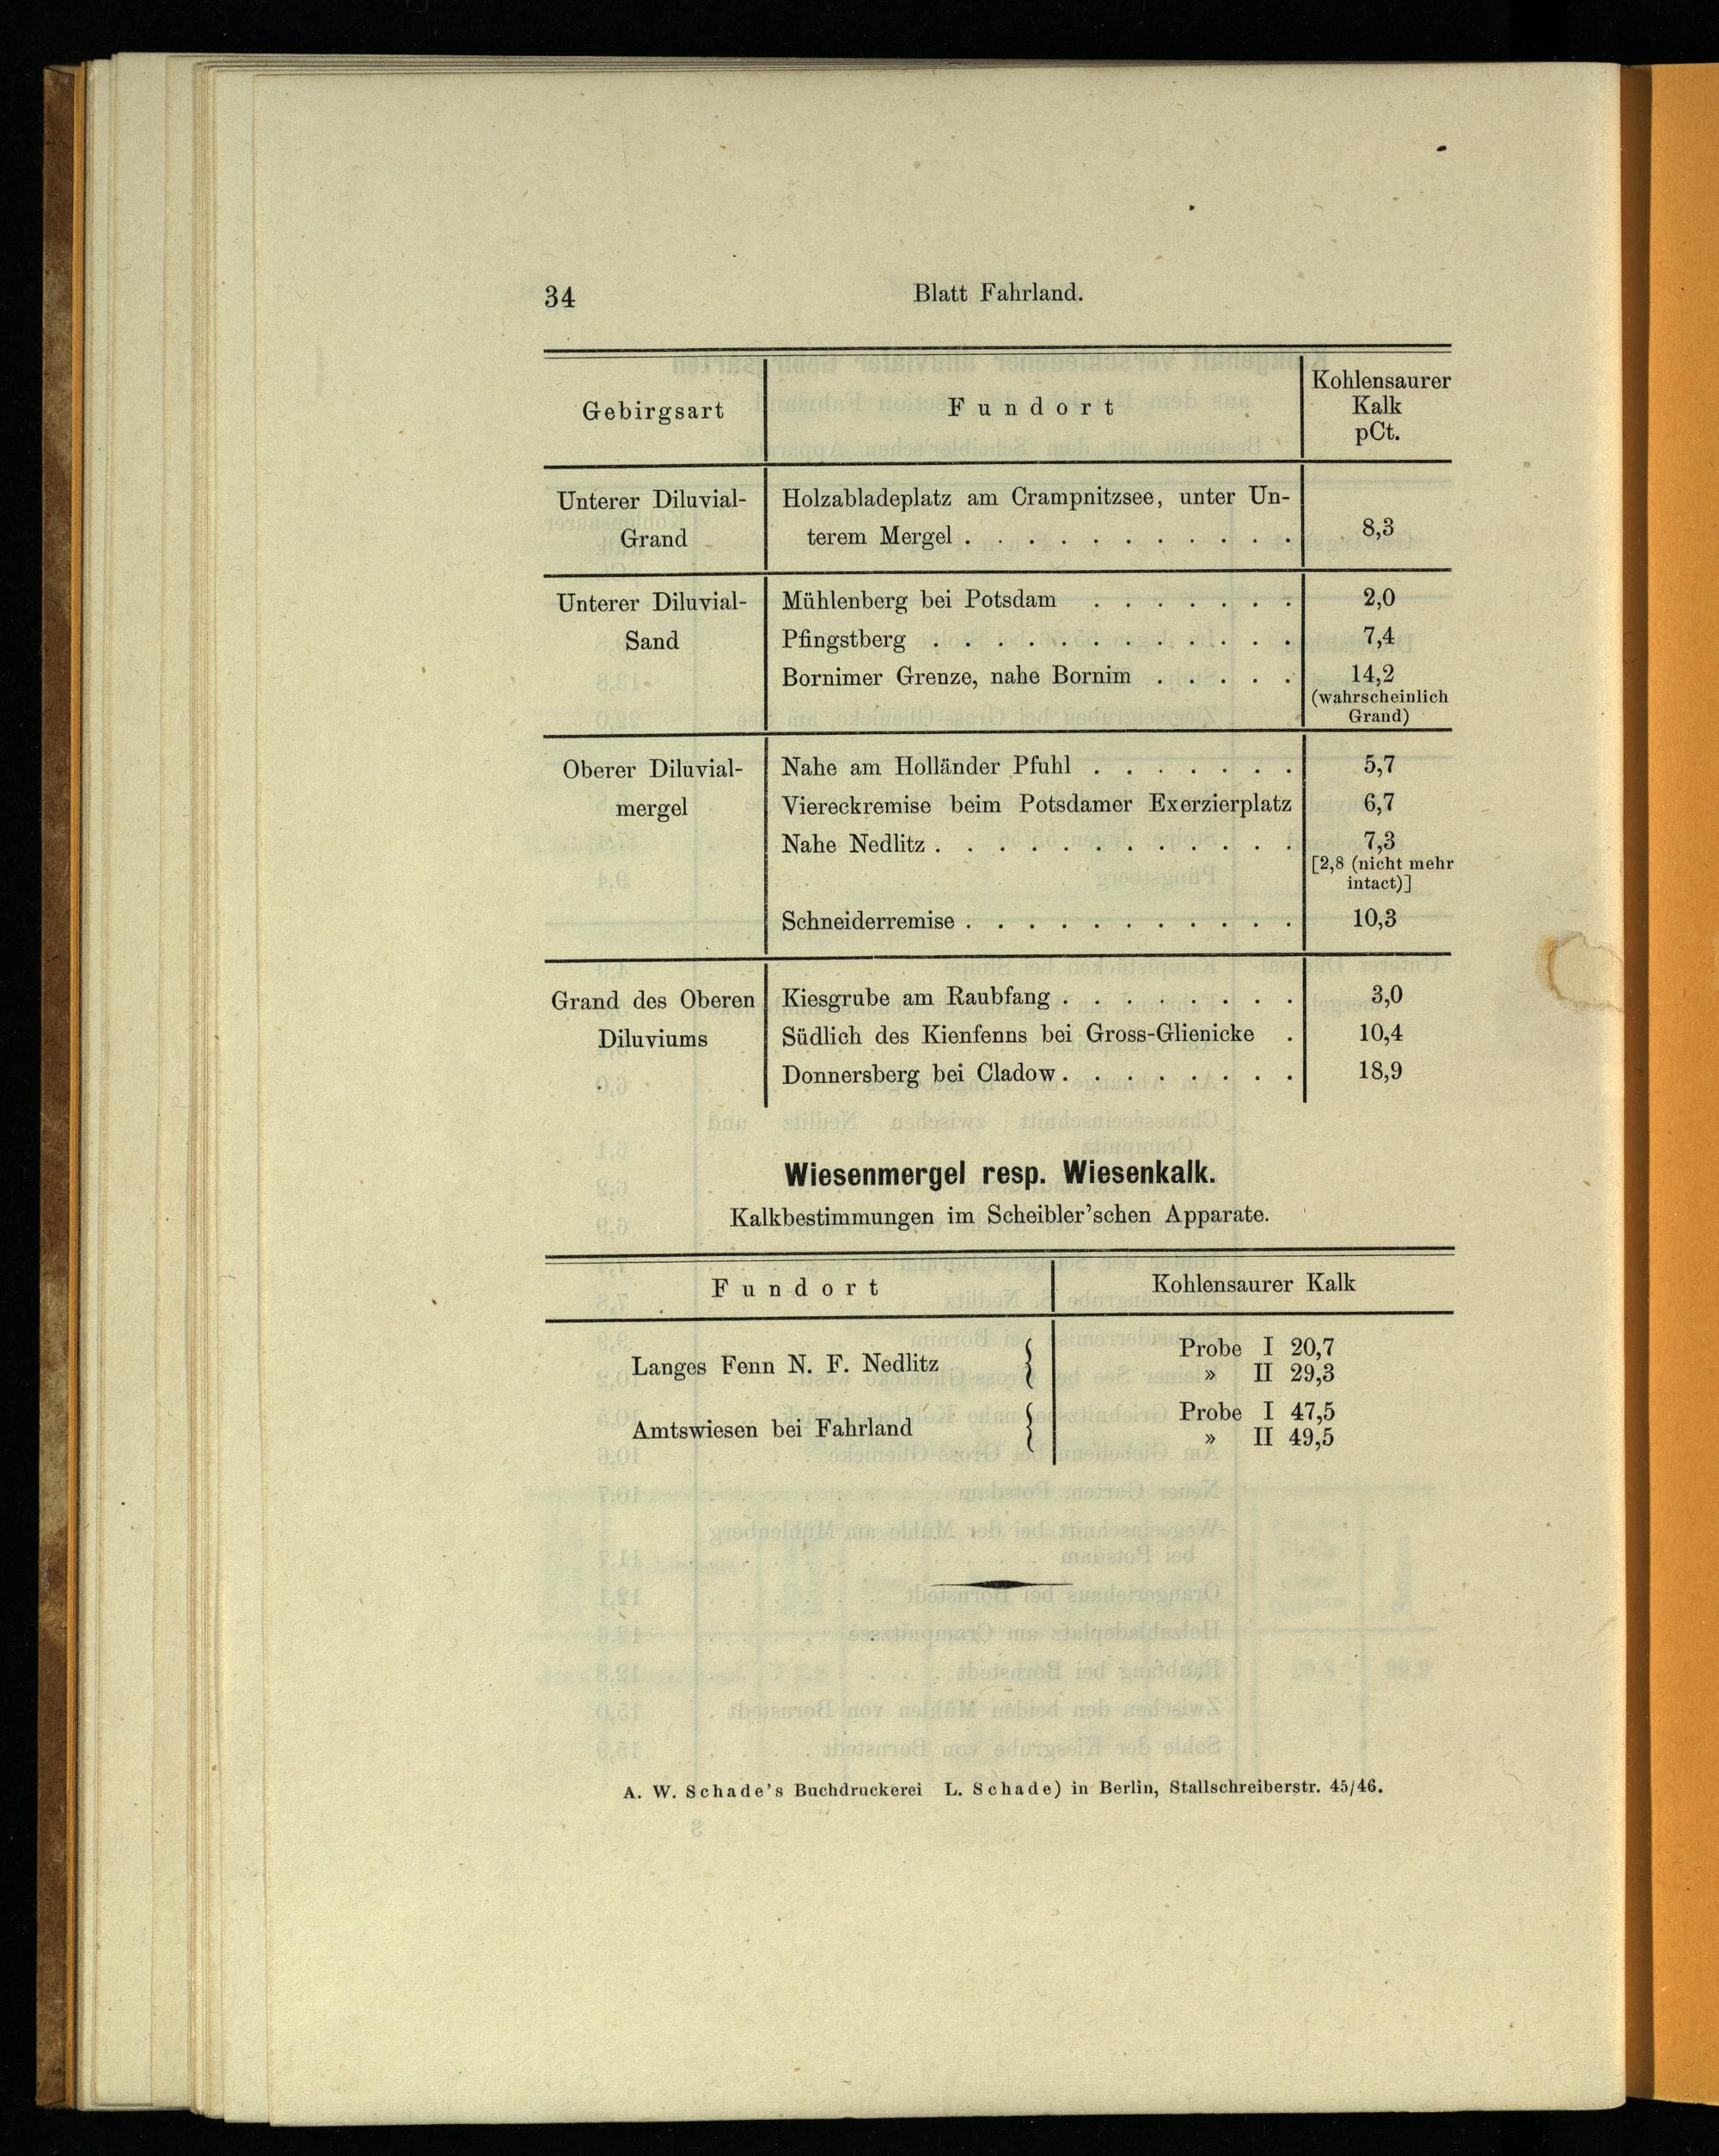 34 Blatt Fahrland.
Gebirgsart Fundort Kohlensaurer
Kalk
pCt.
Unterer Diluvial- Holzabladeplatz am Crampnitzsee, unter Un-
Grand terem Mergel . . . . . . . . . . . 8,3
Unterer Diluvial- Mühlenberg bei Potsdam . . . . . . . 2,0
Sand Pfingstberg . . . . . . . . . . . . 7,4
Bornimer Grenze, nahe Bornim . . . . . 14,2
(wahrscheinlich
Grand)
Oberer Diluvial- Nahe am Holländer Pfuhl . . . . . . . 5,7
mergel Viereckremise beim Potsdamer Exerzierplatz 6,7
Nahe Nedlitz . . . . . . . . . . . . 7,3
[2,8 (nicht mehr
intact)]
Schneiderremise . . . . . . . . . . . 10,3
Grand des Oberen Kiesgrube am Raubfang . . . . . . . . 3,0
Diluviums Südlich des Kienfenns bei Gross-Glienicke . 10,4
Donnersberg bei Cladow . . . . . . . . 18,9
Wiesenmergel resp. Wiesenkalk.
Kalkbestimmungen im Scheibler'schen Apparate.
Fundort Kohlensaurer Kalk
Langes Fenn N. F. Nedlitz { Probe I 20,7
» II 29,3
Amtswiesen bei Fahrland { Probe I 47,5
» II 49,5
A. W. Schade's Buchdruckerei L. Schade) in Berlin, Stallschreiberstr. 45/46.